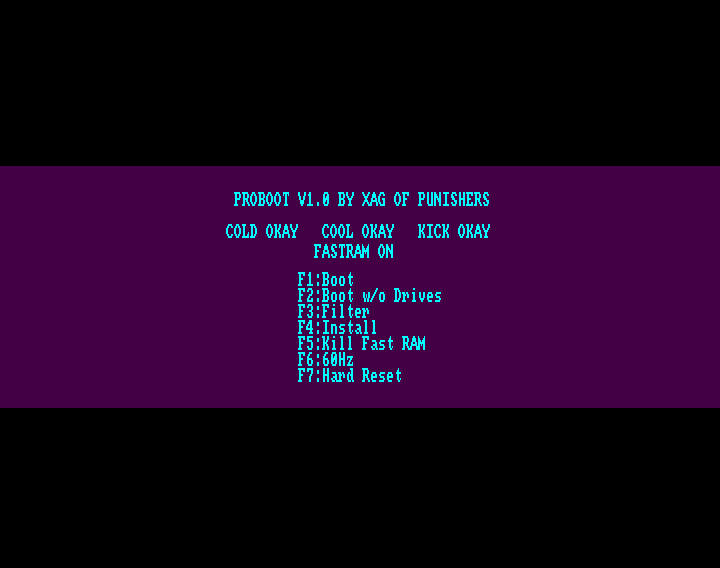 PROBOOT V1.0 BY XAG OF PUNISHERS
COLD OKAY   COOL OKAY   KICK OKAY
FASTRAM ON
F1:Boot
F2:Boot w/o Drives
F3:Filter
F4:Install
F5:Kill Fast RAM
F6:60Hz
F7:Hard Reset